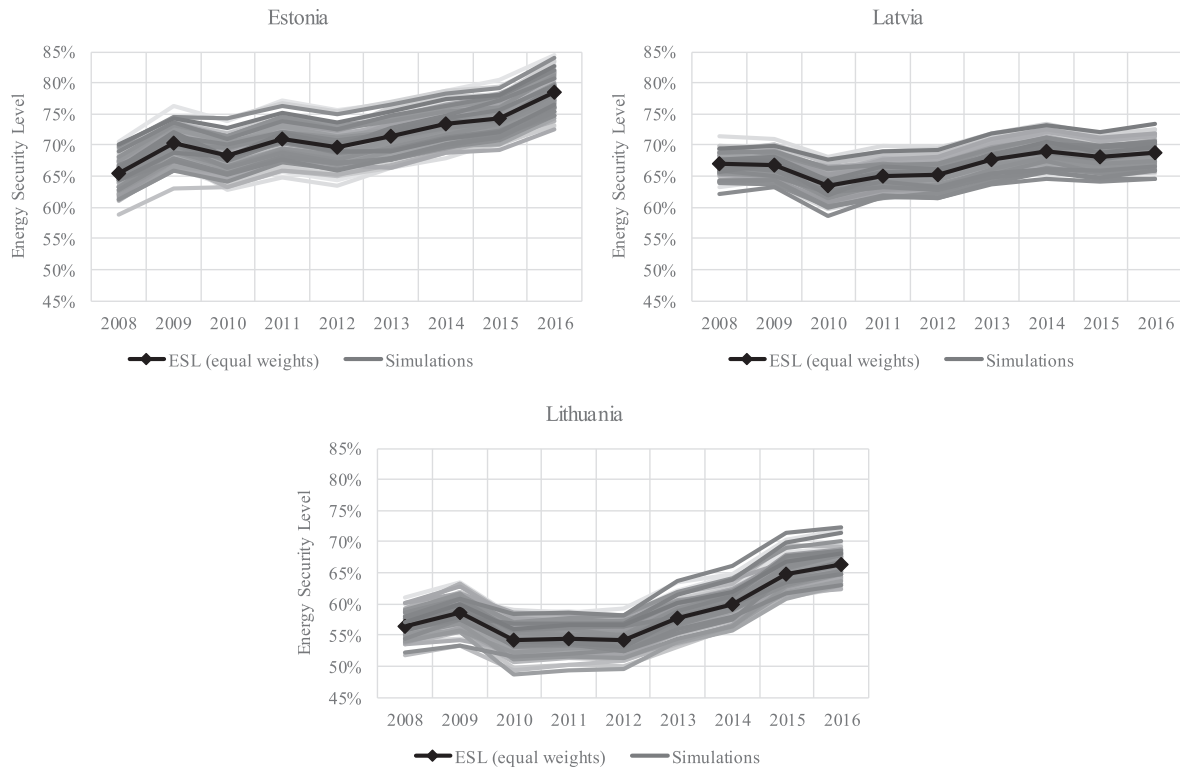 Estonia
Energy Security Level
85%
80%
75%
70%
65%
60%
55%
50%
45%
2008 2009 2010 2011 2012 2013 2014 2015 2016
ESL (equal weights) Simulations
Latvia
Energy Security Level
85%
80%
75%
70%
65%
60%
55%
50%
45%
2008 2009 2010 2011 2012 2013 2014 2015 2016
ESL (equal weights) Simulations
Lithuania
Energy Security Level
85%
80%
75%
70%
65%
60%
55%
50%
45%
2008 2009 2010 2011 2012 2013 2014 2015 2016
ESL (equal weights) Simulations